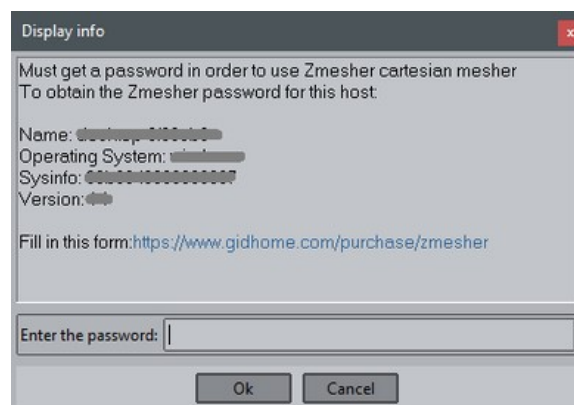 Display info
x
Must get a password in order to use Zmesher cartesian mesher
To obtain the Zmesher password for this host:
Name:
Operating System:
Sysinfo:
Version:
Fill in this form:https://www.gidhome.com/purchase/zmesher
Enter the password:
Ok
Cancel